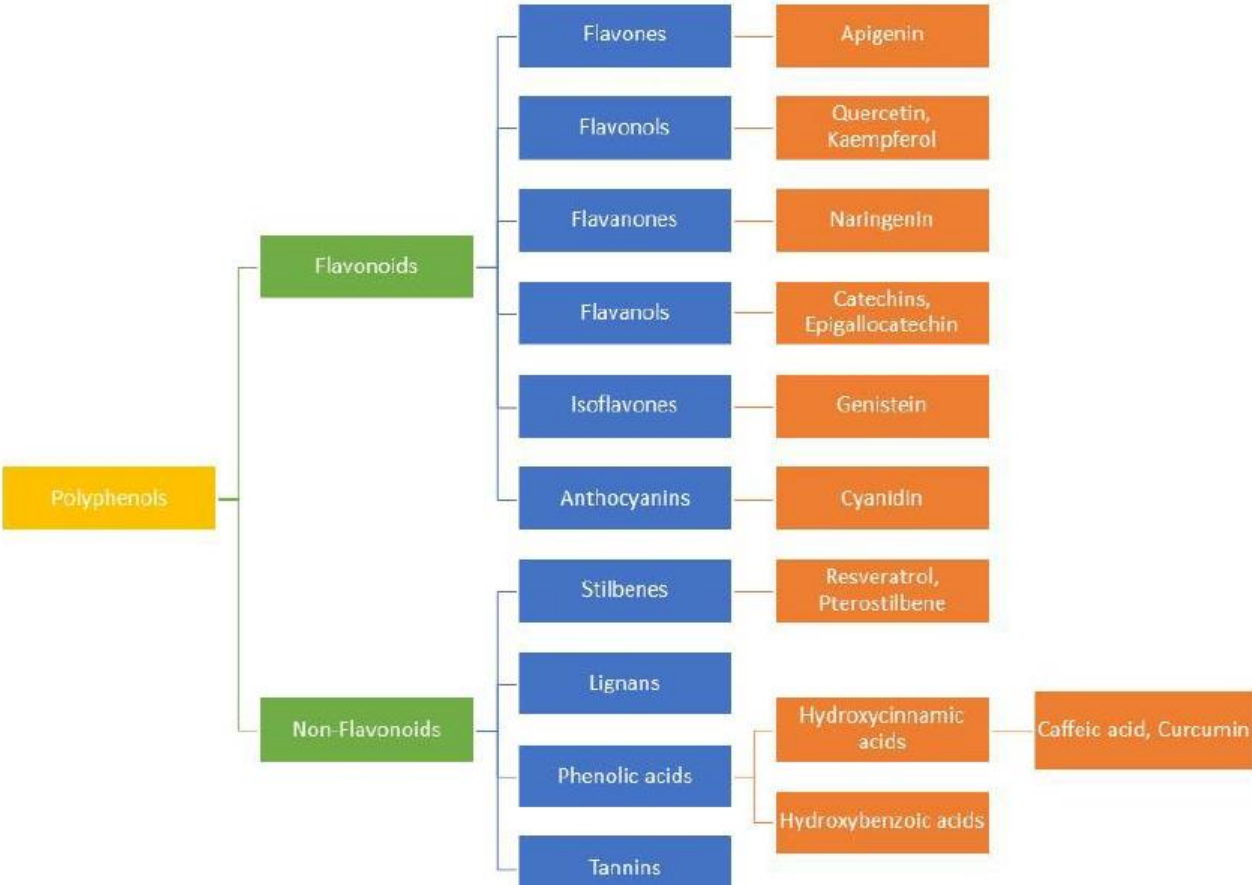 Flavones
Apigenin
Flavonols
Quercetin,
Kaempferol
Flavanones
Naringenin
Flavonoids
Flavanols
Catechins,
Epigallocatechin
Isoflavones
Genistein
Polyphenols
Anthocyanins
Cyanidin
Stilbenes
Resveratrol,
Pterostilbene
Lignans
Non-Flavonoids
Hydroxycinnamic
acids
Caffeic acid, Curcumin
Phenolic acids
Hydroxybenzoic acids
Tannins